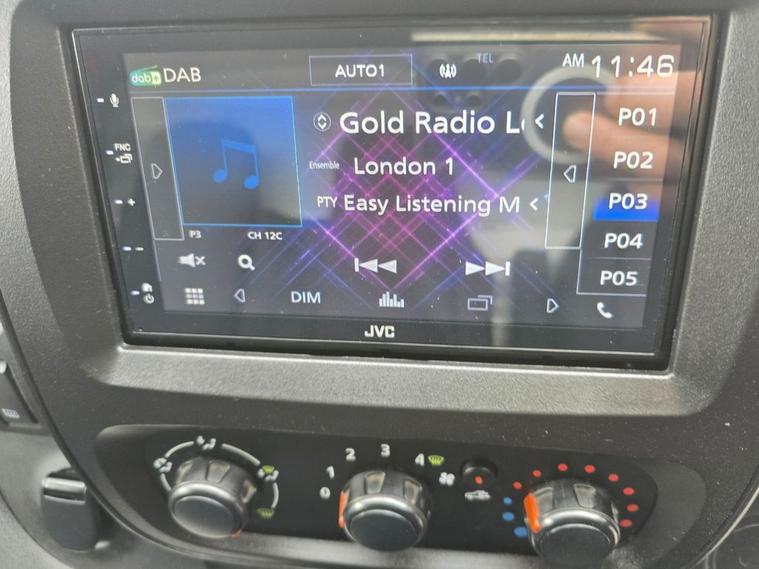 dab+ DAB
AUTO1
TEL
AM 11:46
FNC
Gold Radio L
Ensemble London 1
PTY Easy Listening M
P3 CH 12C
P01
P02
P03
P04
P05
DIM
JVC
0 1 2 3 4